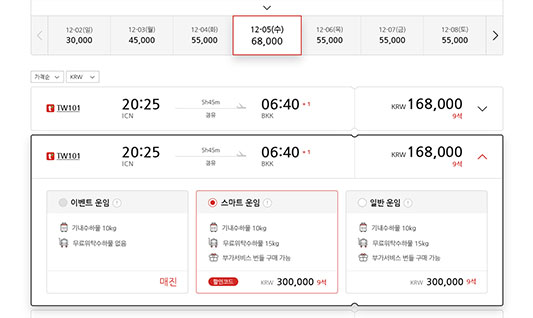 12-02(일) 12-03(월) 12-04(화) 12-05(수) 12-06(목) 12-07(금) 12-08(토)
30,000 45,000 55,000 68,000 55,000 55,000 55,000
가격순 KRW
t TW101 20:25 5h45m 06:40 +1 KRW 168,000
ICN 경유 BKK 9석
t TW101 20:25 5h45m 06:40 +1 KRW 168,000
ICN 경유 BKK 9석
이벤트 운임
기내수하물 10kg
무료위탁수하물 없음
매진
스마트 운임
기내수하물 10kg
무료위탁수하물 15kg
부가서비스 번들 구매 가능
할인코드 KRW 300,000 9석
일반 운임
기내수하물 10kg
무료위탁수하물 15kg
부가서비스 번들 구매 가능
KRW 300,000 9석